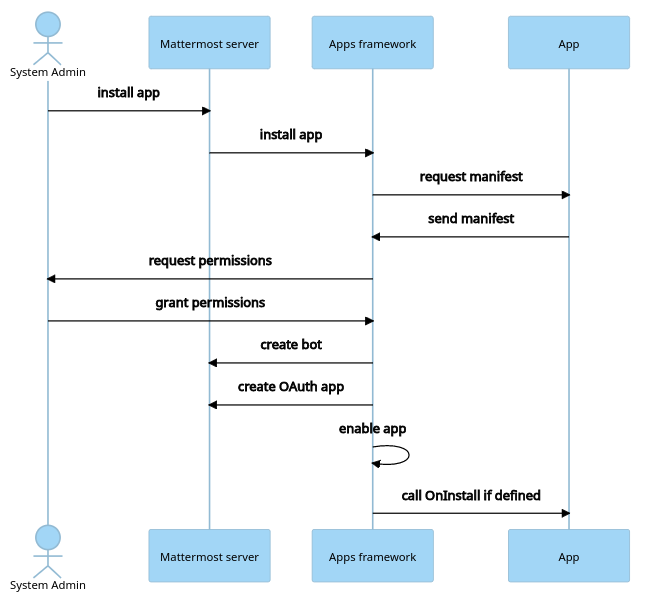 System Admin
Mattermost server
Apps framework
App
install app
install app
request manifest
send manifest
request permissions
grant permissions
create bot
create OAuth app
enable app
call OnInstall if defined
System Admin
Mattermost server
Apps framework
App